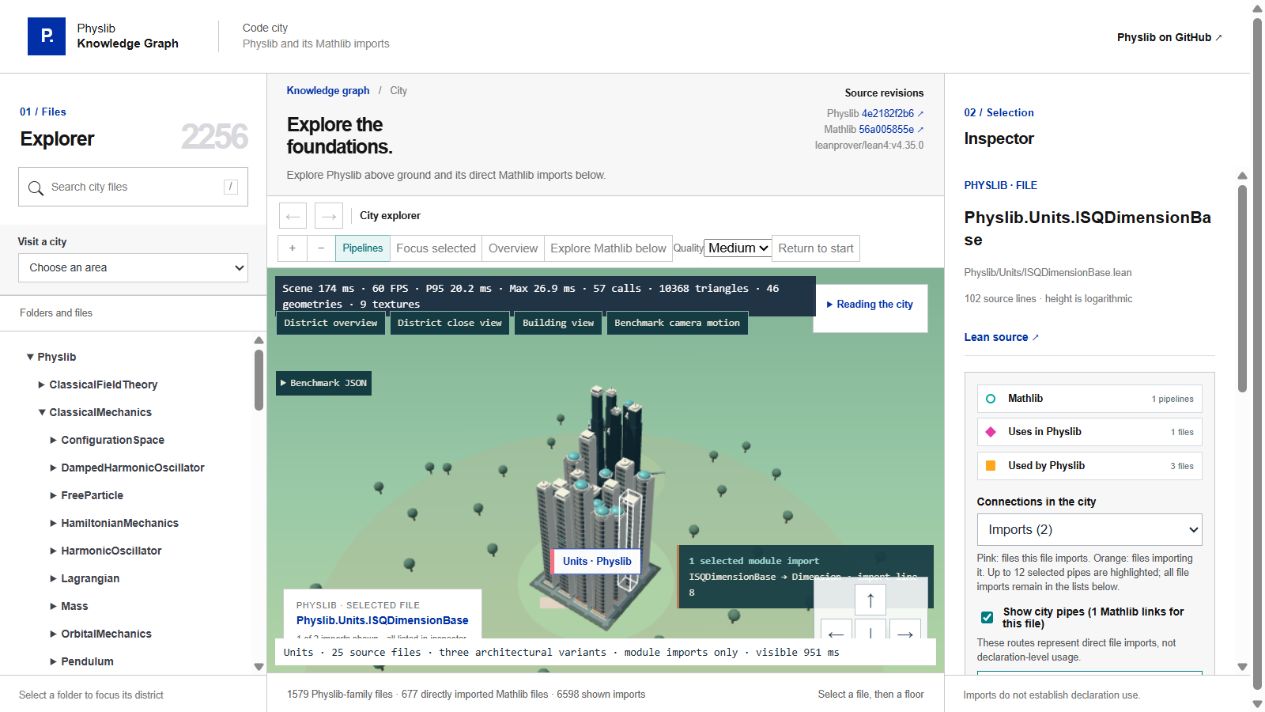 P.
Physlib
Knowledge Graph
Code city
Physlib and its Mathlib imports
Physlib on GitHub ↗
01 / Files
Explorer
2256
Search city files
/
Visit a city
Choose an area
Folders and files
▼ Physlib
▶ ClassicalFieldTheory
▼ ClassicalMechanics
▶ ConfigurationSpace
▶ DampedHarmonicOscillator
▶ FreeParticle
▶ HamiltonianMechanics
▶ HarmonicOscillator
▶ Lagrangian
▶ Mass
▶ OrbitalMechanics
▶ Pendulum
Select a folder to focus its district
Knowledge graph / City
Explore the
foundations.
Explore Physlib above ground and its direct Mathlib imports below.
Source revisions
Physlib 4e2182f2b6 ↗
Mathlib 56a005855e ↗
leanprover/lean4:v4.35.0
← → City explorer
+ − Pipelines Focus selected Overview Explore Mathlib below Quality Medium Return to start
Scene 174 ms · 60 FPS · P95 20.2 ms · Max 26.9 ms · 57 calls · 10368 triangles · 46
geometries · 9 textures
▶ Reading the city
District overview District close view Building view Benchmark camera motion
▶ Benchmark JSON
Units · Physlib
1 selected module import
ISQDimensionBase → Dimension · import line
8
PHYSLIB · SELECTED FILE
Physlib.Units.ISQDimensionBase
↑
← ↓ →
Units · 25 source files · three architectural variants · module imports only · visible 951 ms
1579 Physlib-family files · 677 directly imported Mathlib files · 6598 shown imports
Select a file, then a floor
02 / Selection
Inspector
PHYSLIB · FILE
Physlib.Units.ISQDimensionBa
se
Physlib/Units/ISQDimensionBase.lean
102 source lines · height is logarithmic
Lean source ↗
Mathlib 1 pipelines
Uses in Physlib 1 files
Used by Physlib 3 files
Connections in the city
Imports (2)
Pink: files this file imports. Orange: files importing
it. Up to 12 selected pipes are highlighted; all file
imports remain in the lists below.
Show city pipes (1 Mathlib links for
this file)
These routes represent direct file imports, not
declaration-level usage.
Imports do not establish declaration use.